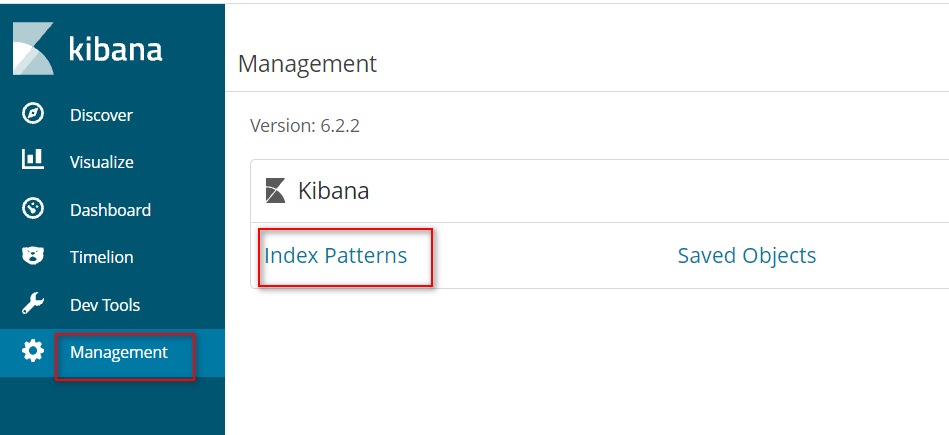 kibana
Discover
Visualize
Dashboard
Timelion
Dev Tools
Management
Management
Version: 6.2.2
Kibana
Index Patterns
Saved Objects